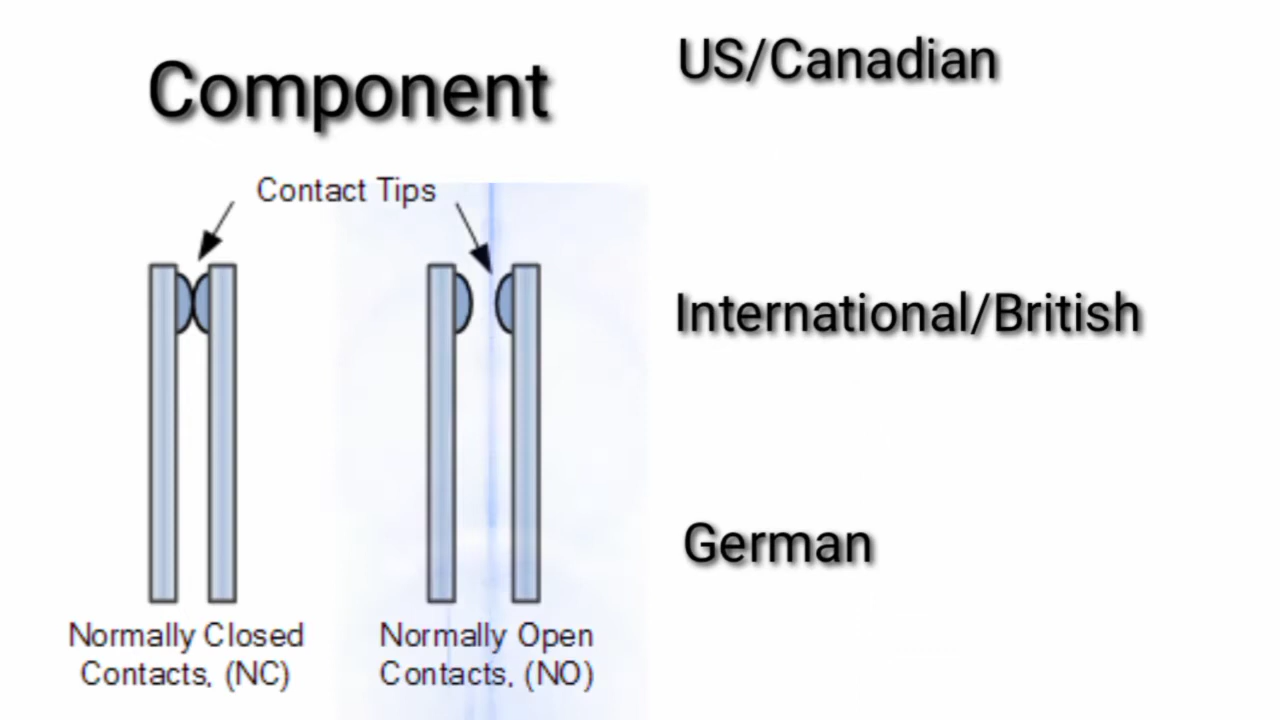 Component
US/Canadian
Contact Tips
International/British
German
Normally Closed
Contacts, (NC)
Normally Open
Contacts, (NO)